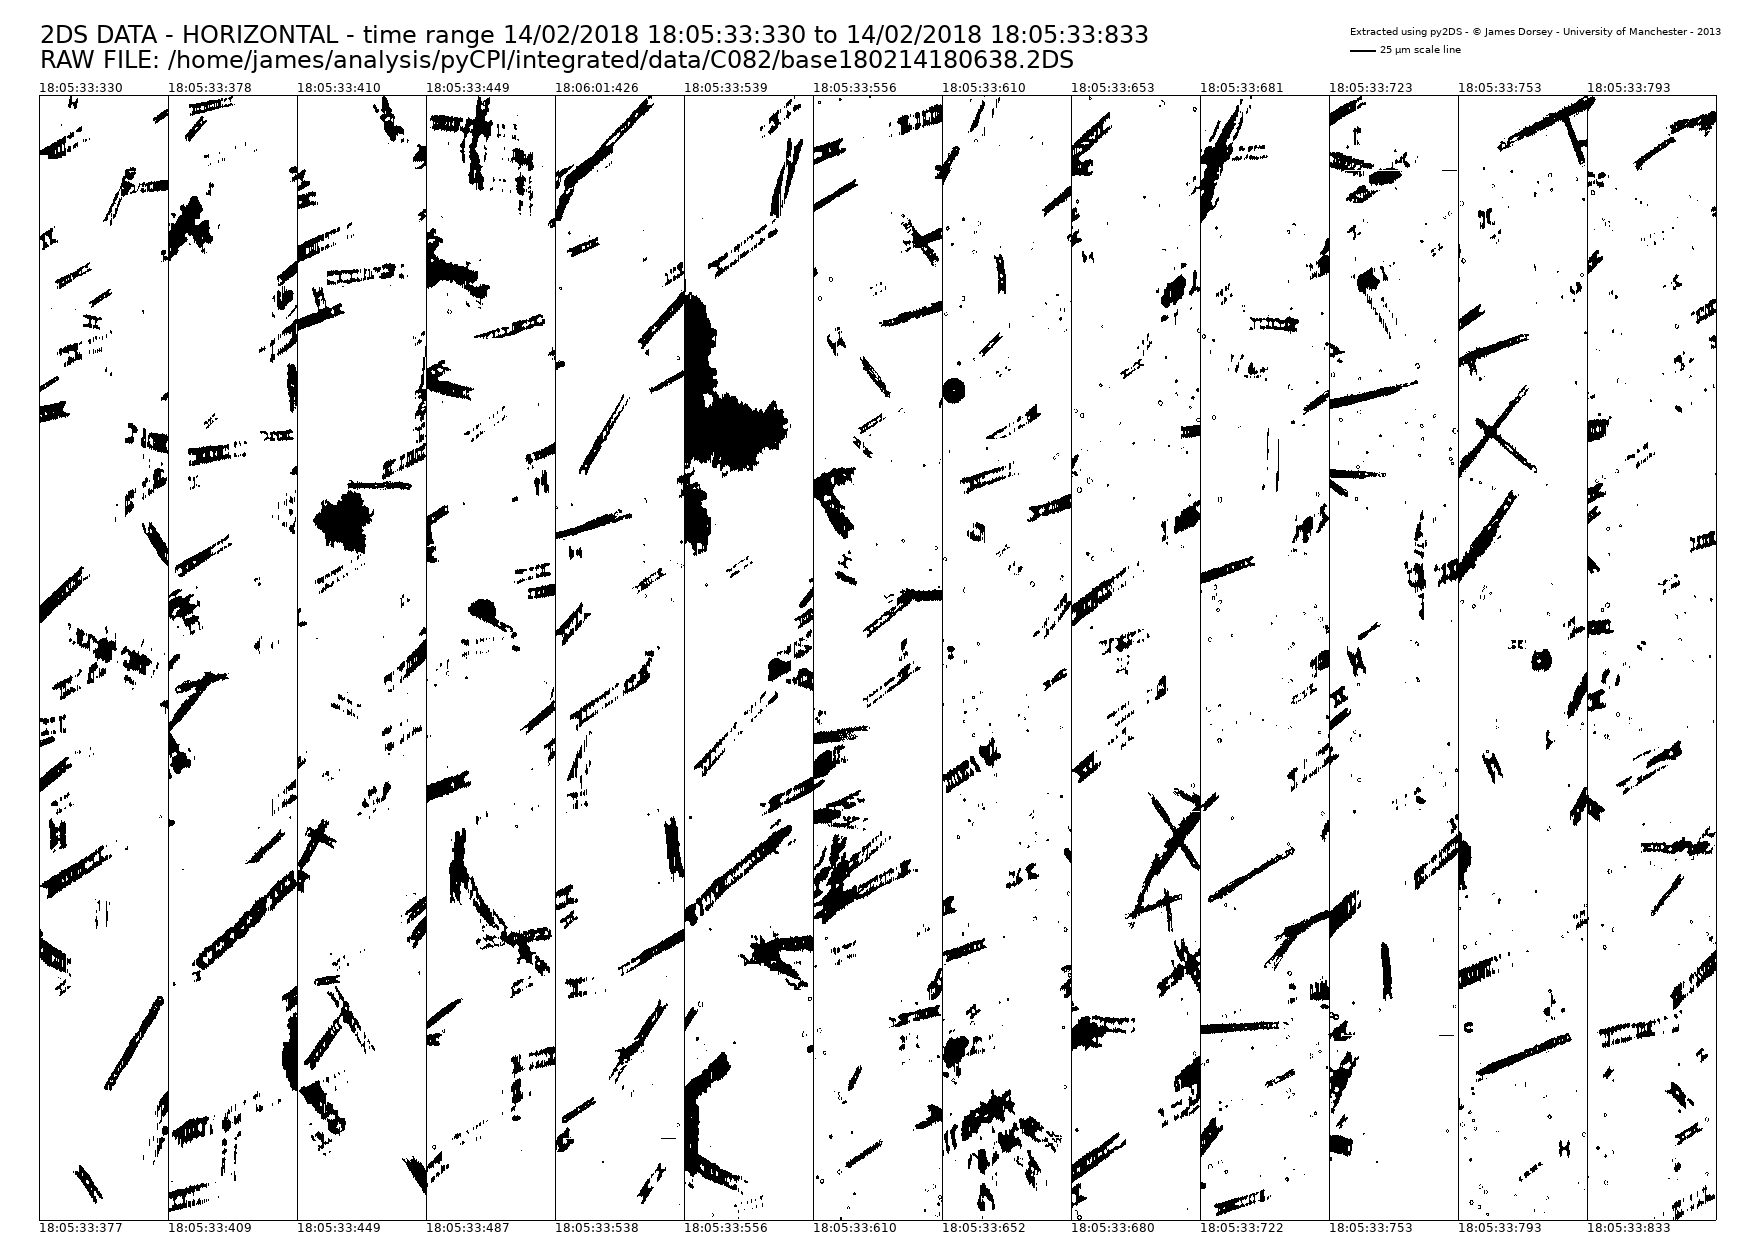 2DS DATA - HORIZONTAL - time range 14/02/2018 18:05:33:330 to 14/02/2018 18:05:33:833
RAW FILE: /home/james/analysis/pyCPI/integrated/data/C082/base180214180638.2DS
Extracted using py2DS - © James Dorsey - University of Manchester - 2013
25 µm scale line
18:05:33:330 18:05:33:378 18:05:33:410 18:05:33:449 18:06:01:426 18:05:33:539 18:05:33:556 18:05:33:610 18:05:33:653 18:05:33:681 18:05:33:723 18:05:33:753 18:05:33:793
18:05:33:377 18:05:33:409 18:05:33:449 18:05:33:487 18:05:33:538 18:05:33:556 18:05:33:610 18:05:33:652 18:05:33:680 18:05:33:722 18:05:33:753 18:05:33:793 18:05:33:833